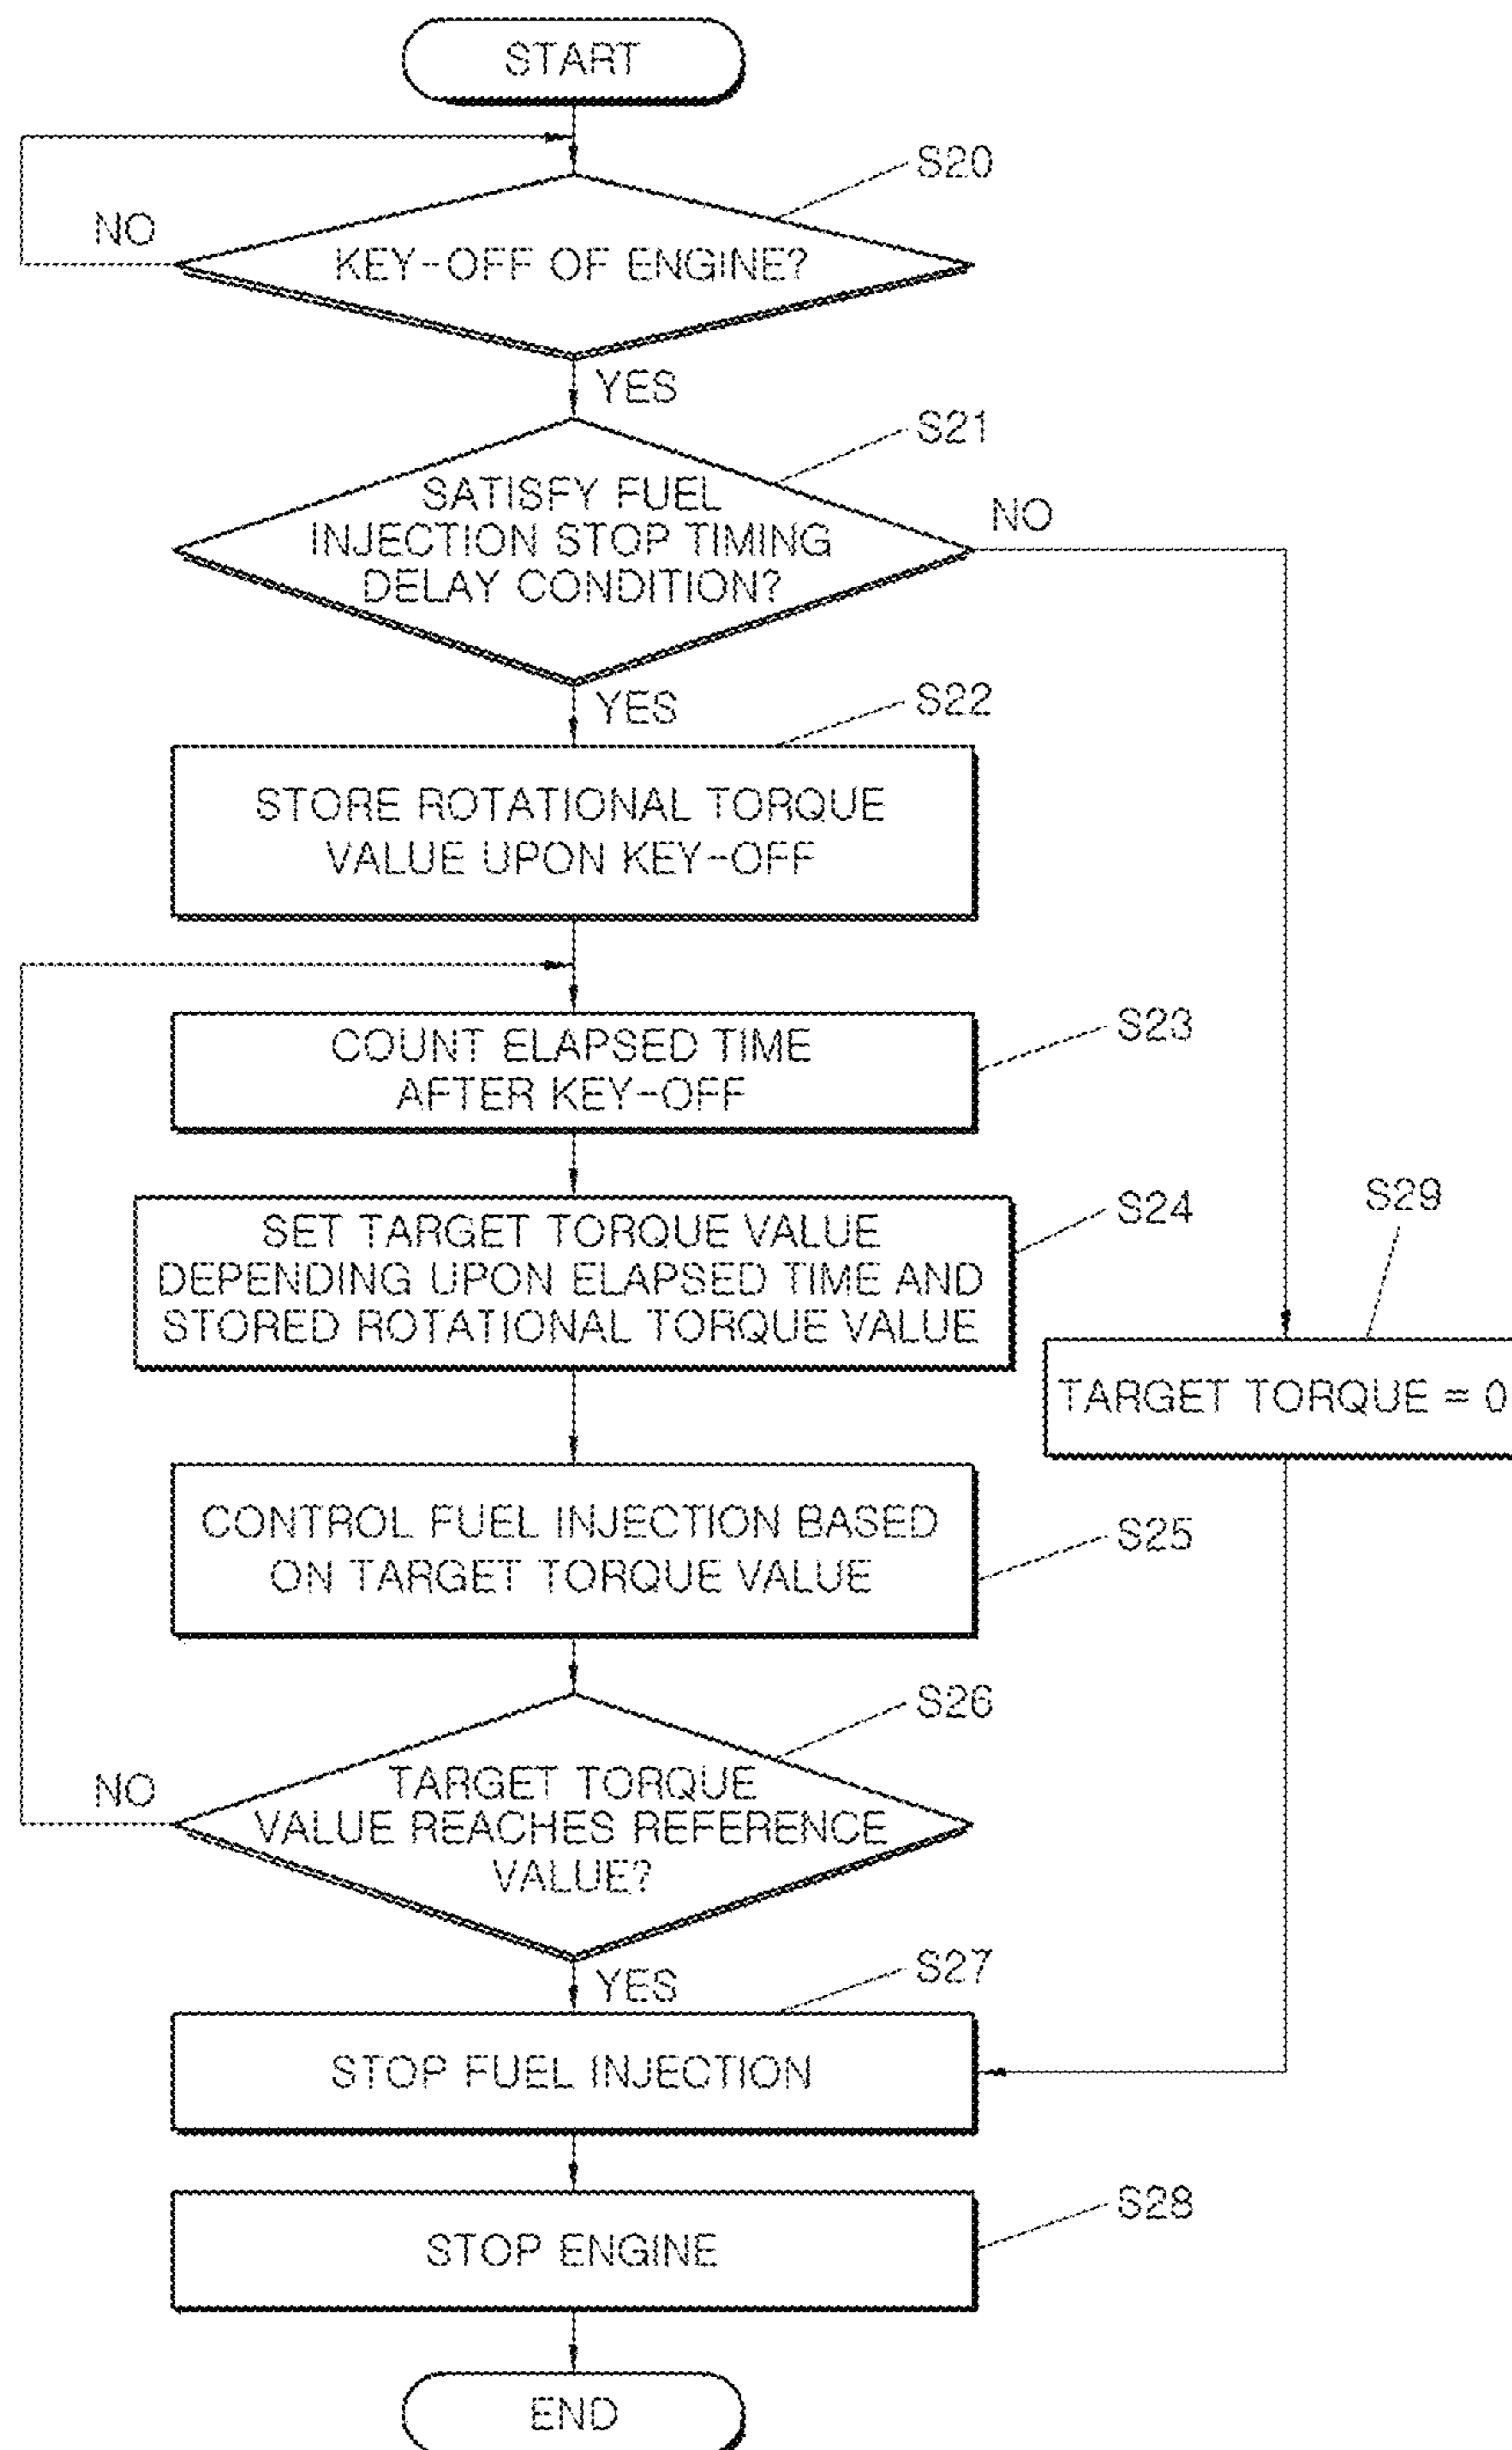 START
S20
NO
KEY-OFF OF ENGINE?
YES
S21
SATISFY FUEL
INJECTION STOP TIMING
DELAY CONDITION?
NO
YES
S22
STORE ROTATIONAL TORQUE
VALUE UPON KEY-OFF
S23
COUNT ELAPSED TIME
AFTER KEY-OFF
S24
SET TARGET TORQUE VALUE
DEPENDING UPON ELAPSED TIME AND
STORED ROTATIONAL TORQUE VALUE
S29
TARGET TORQUE = 0
CONTROL FUEL INJECTION BASED
ON TARGET TORQUE VALUE
S25
S26
TARGET TORQUE
VALUE REACHES REFERENCE
VALUE?
NO
YES
S27
STOP FUEL INJECTION
S28
STOP ENGINE
END